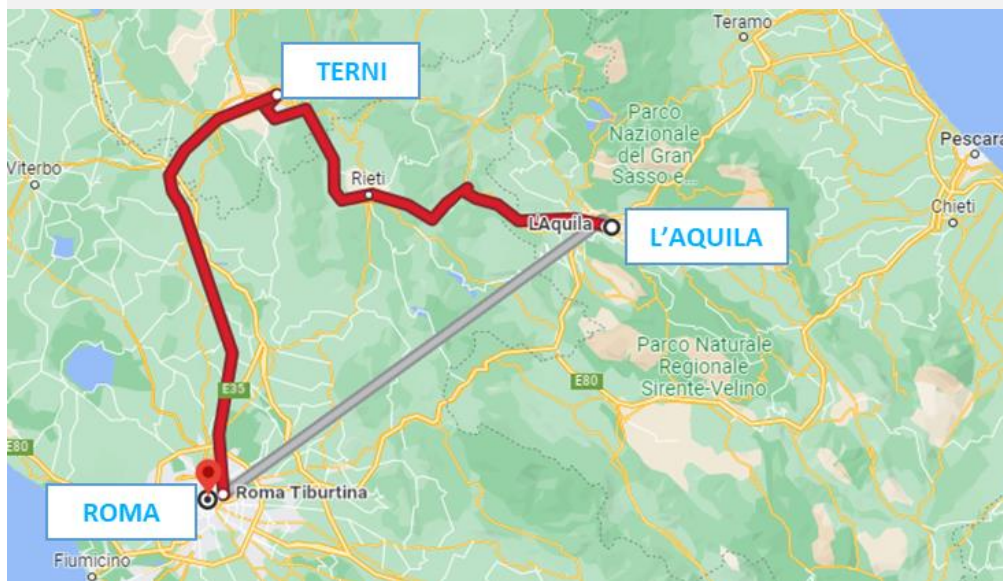 Teramo
TERNI
Parco
Nazionale
del Gran
Sasso e...
Pescara
Viterbo
Rieti
Chieti
LAquila
L'AQUILA
Parco Naturale
Regionale
Sirente-Velino
E80
E35
E80
Roma Tiburtina
ROMA
Fiumicino